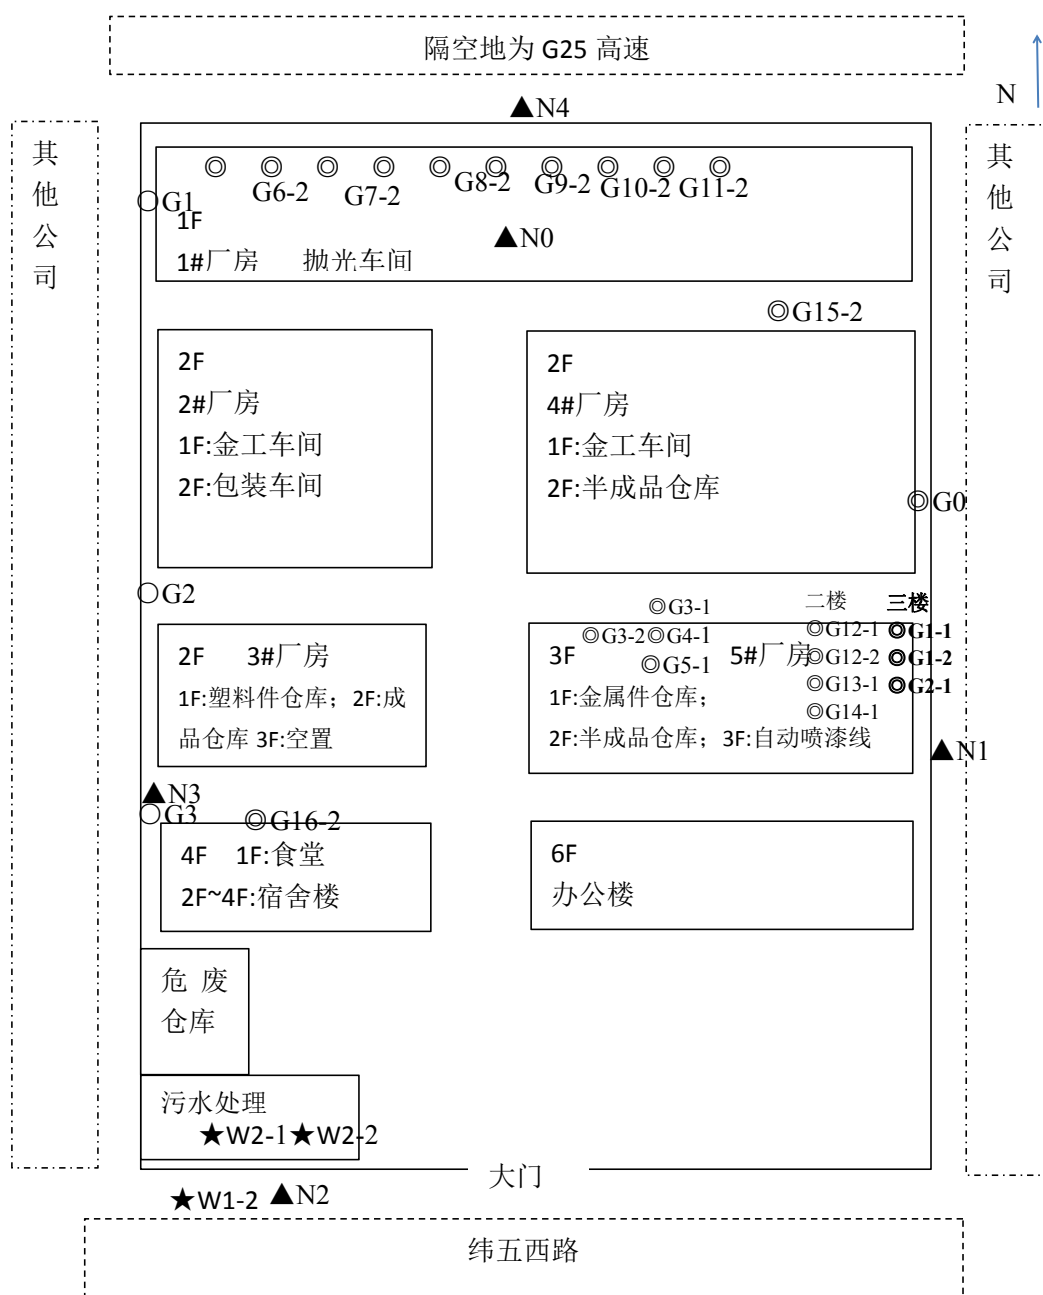 隔空地为 G25 高速
N
▲N4
其他公司
其他公司
◎◎◎◎◎◎◎◎◎◎
G6-2 G7-2 G8-2 G9-2 G10-2 G11-2
○G1
1F
▲N0
1#厂房 抛光车间
◎G15-2
2F
2#厂房
1F:金工车间
2F:包装车间
2F
4#厂房
1F:金工车间
2F:半成品仓库
◎G0
○G2
二楼
三楼
◎G3-1
◎G12-1
◎G1-1
◎G3-2◎G4-1
◎G12-2
◎G1-2
◎G5-1
◎G13-1
◎G2-1
◎G14-1
2F 3#厂房
1F:塑料件仓库；2F:成
品仓库 3F:空置
3F 5#厂房
1F:金属件仓库；
2F:半成品仓库；3F:自动喷漆线
▲N1
▲N3
○G3
◎G16-2
4F 1F:食堂
2F~4F:宿舍楼
6F
办公楼
危 废
仓库
污水处理
★W2-1★W2-2
大门
★W1-2 ▲N2
纬五西路